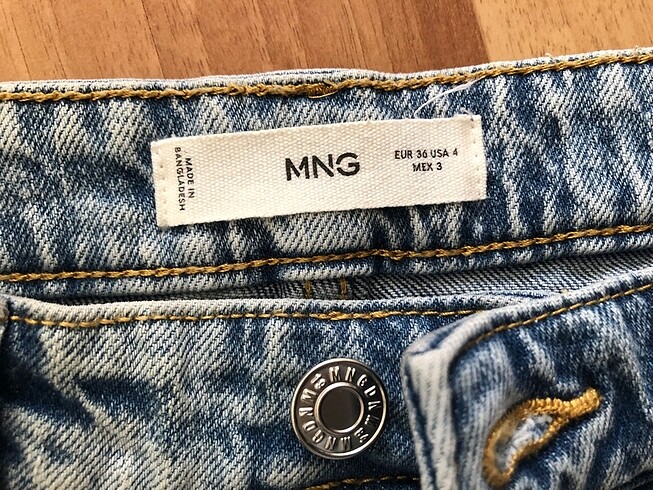 MADE IN
BANGLADESH
MNG
EUR 36 USA 4
MEX 3